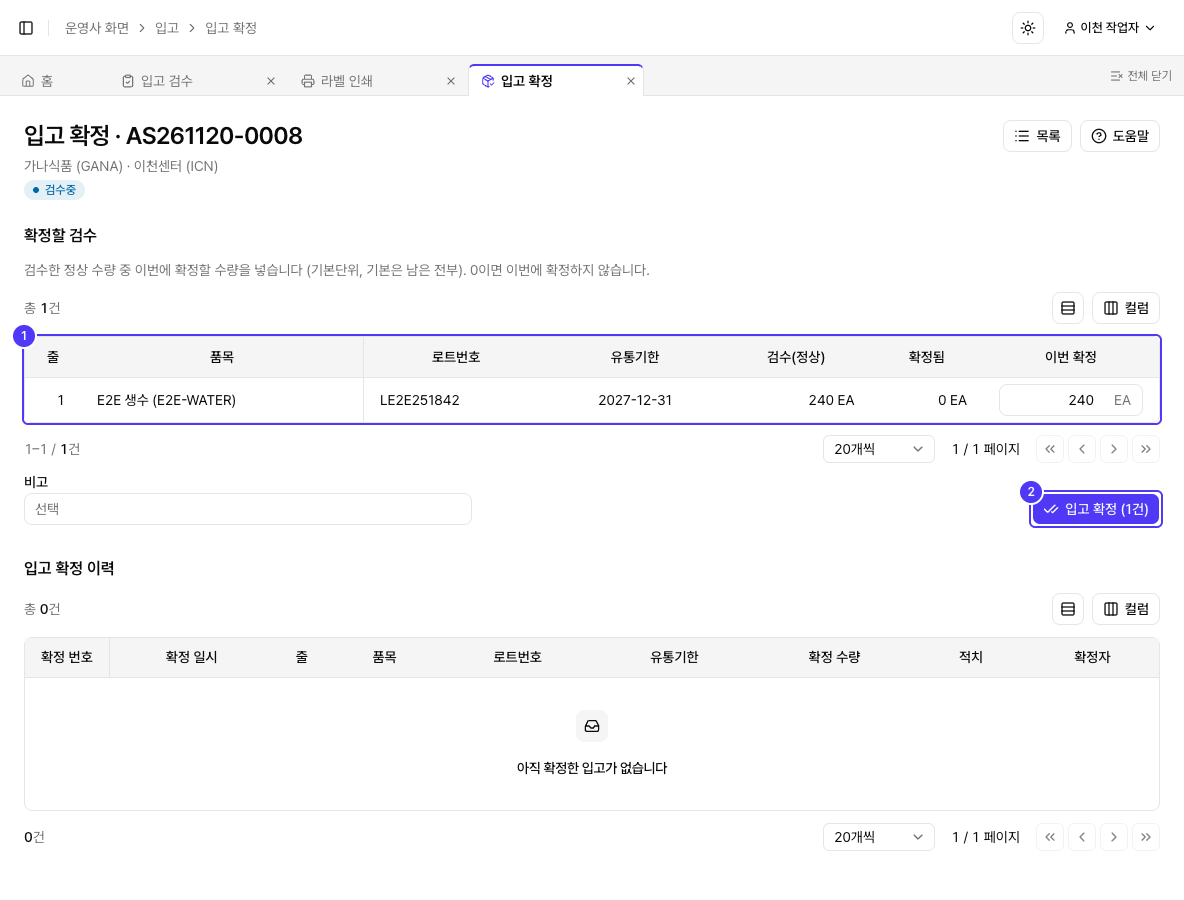 운영사 화면 > 입고 > 입고 확정
이천 작업자
홈
입고 검수
라벨 인쇄
입고 확정
전체 닫기
입고 확정 · AS261120-0008
목록
도움말
가나식품 (GANA) · 이천센터 (ICN)
검수중
확정할 검수
검수한 정상 수량 중 이번에 확정할 수량을 넣습니다 (기본단위, 기본은 남은 전부). 0이면 이번에 확정하지 않습니다.
총 1건
컬럼
1
줄 품목 로트번호 유통기한 검수(정상) 확정됨 이번 확정
1 E2E 생수 (E2E-WATER) LE2E251842 2027-12-31 240 EA 0 EA 240 EA
1–1 / 1건
20개씩
1 / 1 페이지
비고
선택
2
입고 확정 (1건)
입고 확정 이력
총 0건
컬럼
확정 번호 확정 일시 줄 품목 로트번호 유통기한 확정 수량 적치 확정자
아직 확정한 입고가 없습니다
0건
20개씩
1 / 1 페이지